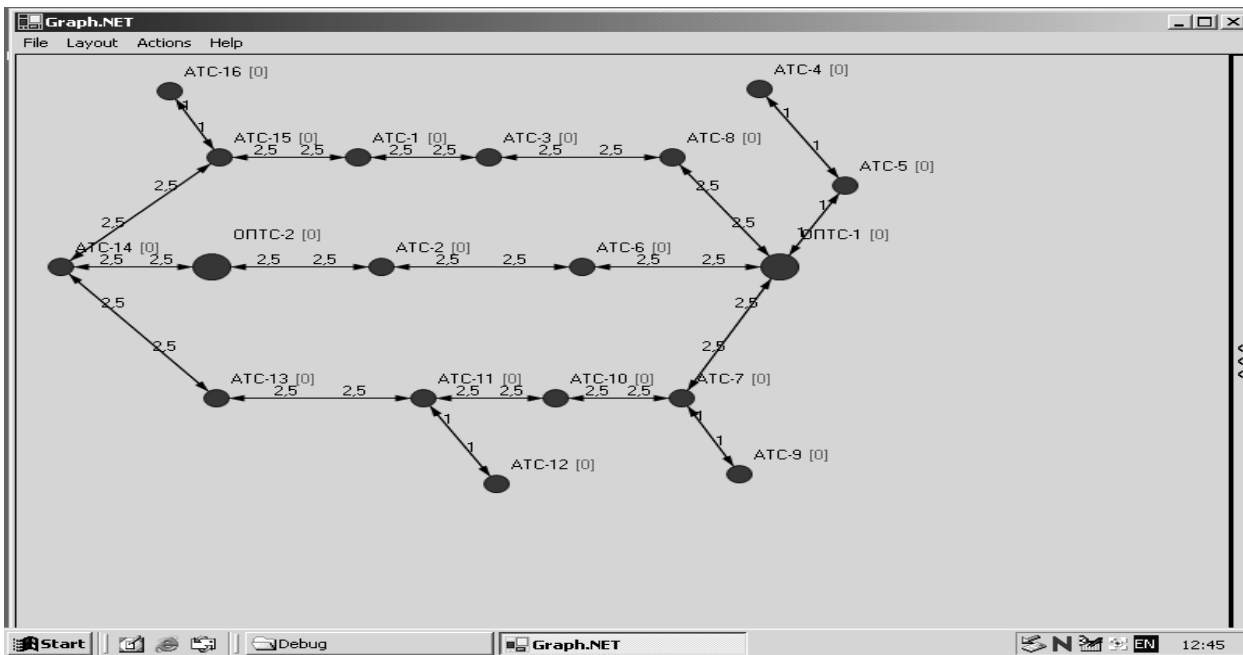 Graph.NET
File Layout Actions Help
АТС-16 [0]
АТС-4 [0]
1
1
1
АТС-15 [0] АТС-1 [0] АТС-3 [0] АТС-8 [0]
1
2,5 2,5 2,5 2,5 2,5 2,5
1
АТС-5 [0]
2,5
2,5
1
2,5
2,5
1
АТС-14 [0] ОПТС-2 [0] АТС-2 [0] АТС-6 [0] ОПТС-1 [0]
2,5 2,5 2,5 2,5 2,5 2,5 2,5 2,5
2,5
2,5
2,5
2,5
АТС-13 [0] АТС-11 [0] АТС-10 [0] АТС-7 [0]
2,5 2,5 2,5 2,5 2,5 2,5
1
1
1
1
АТС-12 [0]
АТС-9 [0]
Start Debug Graph.NET EN 12:45